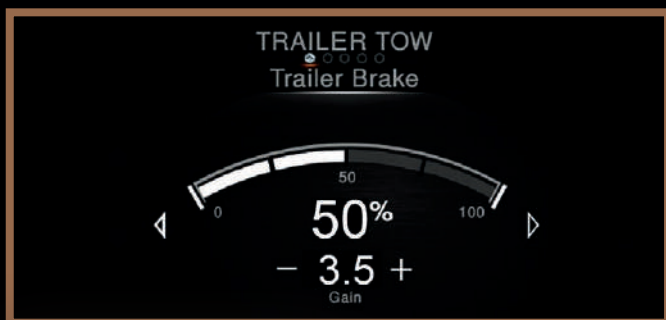 TRAILER TOW
Trailer Brake
50
0 100
50%
− 3.5 +
Gain